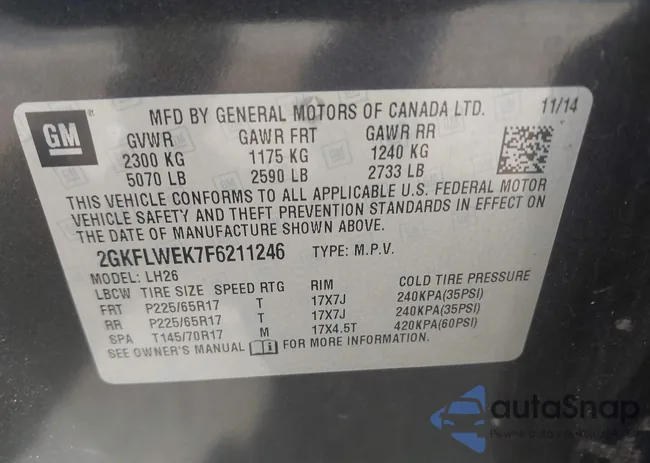 GM
MFD BY GENERAL MOTORS OF CANADA LTD. 11/14
GVWR GAWR FRT GAWR RR
2300 KG 1175 KG 1240 KG
5070 LB 2590 LB 2733 LB
THIS VEHICLE CONFORMS TO ALL APPLICABLE U.S. FEDERAL MOTOR
VEHICLE SAFETY AND THEFT PREVENTION STANDARDS IN EFFECT ON
THE DATE OF MANUFACTURE SHOWN ABOVE.
2GKFLWEK7F6211246 TYPE: M.P.V.
MODEL: LH26
LBCW TIRE SIZE SPEED RTG RIM COLD TIRE PRESSURE
FRT P225/65R17 T 17X7J 240KPA(35PSI)
RR P225/65R17 T 17X7J 240KPA(35PSI)
SPA T145/70R17 M 17X4.5T 420KPA(60PSI)
SEE OWNER'S MANUAL FOR MORE INFORMATION.
autoSnap